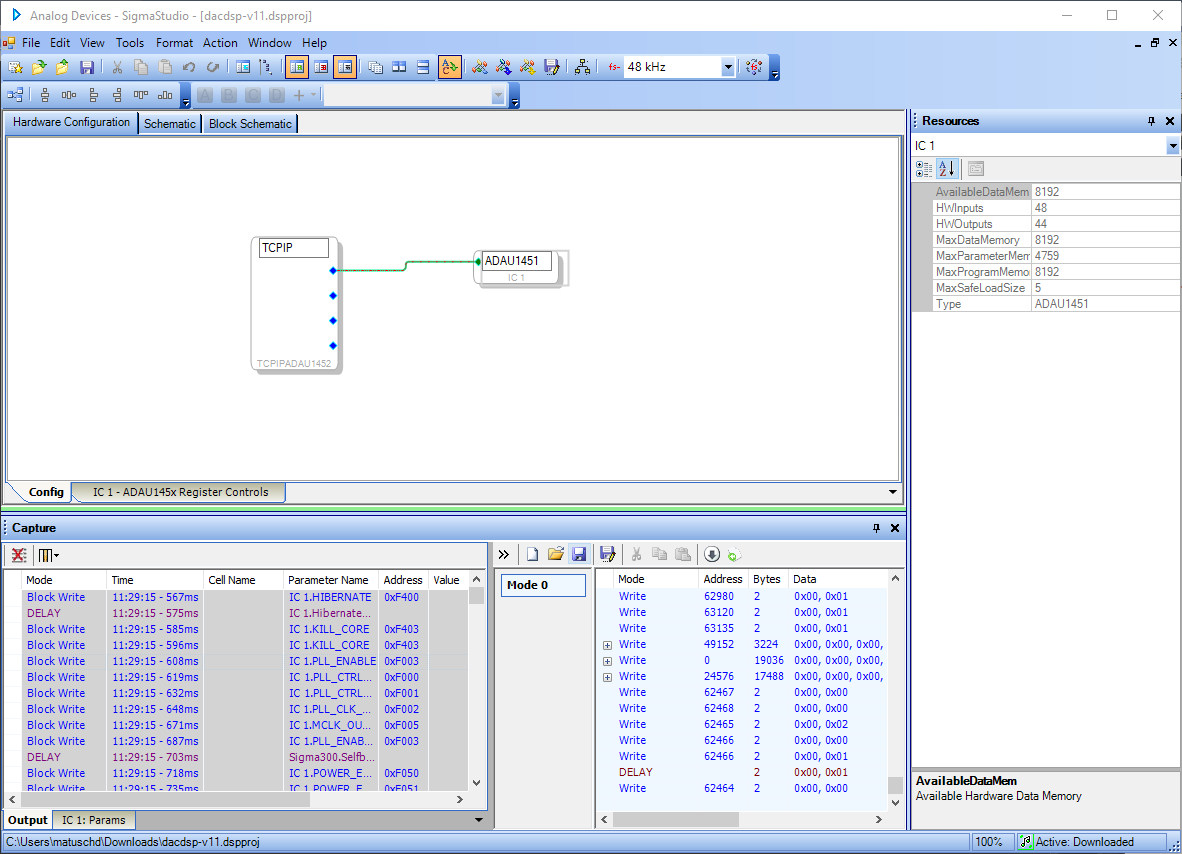 Analog Devices - SigmaStudio - [dacdsp-v11.dspproj]
File Edit View Tools Format Action Window Help
fs- 48 kHz
Hardware Configuration Schematic Block Schematic
TCPIP
TCPIPADAU1452
ADAU1451
IC 1
Config IC 1 - ADAU145x Register Controls
Resources
IC 1
AvailableDataMem 8192
HWInputs 48
HWOutputs 44
MaxDataMemory 8192
MaxParameterMem 4759
MaxProgramMemo 8192
MaxSafeLoadSize 5
Type ADAU1451
AvailableDataMem
Available Hardware Data Memory
Capture
Mode Time Cell Name Parameter Name Address Value
Block Write 11:29:15 - 567ms IC 1.HIBERNATE 0xF400
DELAY 11:29:15 - 575ms IC 1.Hibernate...
Block Write 11:29:15 - 585ms IC 1.KILL_CORE 0xF403
Block Write 11:29:15 - 596ms IC 1.KILL_CORE 0xF403
Block Write 11:29:15 - 608ms IC 1.PLL_ENABLE 0xF003
Block Write 11:29:15 - 619ms IC 1.PLL_CTRL... 0xF000
Block Write 11:29:15 - 632ms IC 1.PLL_CTRL... 0xF001
Block Write 11:29:15 - 648ms IC 1.PLL_CLK_... 0xF002
Block Write 11:29:15 - 671ms IC 1.MCLK_OU... 0xF005
Block Write 11:29:15 - 687ms IC 1.PLL_ENAB... 0xF003
DELAY 11:29:15 - 703ms Sigma300.Selfb...
Block Write 11:29:15 - 718ms IC 1.POWER_E... 0xF050
Block Write 11:29:15 - 735ms IC 1.POWER_E... 0xF051
Output IC 1: Params
Mode 0
Mode Address Bytes Data
Write 62980 2 0x00, 0x01
Write 63120 2 0x00, 0x01
Write 63135 2 0x00, 0x01
Write 49152 3224 0x00, 0x00, 0x00,
Write 0 19036 0x00, 0x00, 0x00,
Write 24576 17488 0x00, 0x00, 0x00,
Write 62467 2 0x00, 0x00
Write 62468 2 0x00, 0x00
Write 62465 2 0x00, 0x02
Write 62466 2 0x00, 0x00
Write 62466 2 0x00, 0x01
DELAY 2 0x00, 0x01
Write 62464 2 0x00, 0x00
C:\Users\matuschd\Downloads\dacdsp-v11.dspproj 100% Active: Downloaded